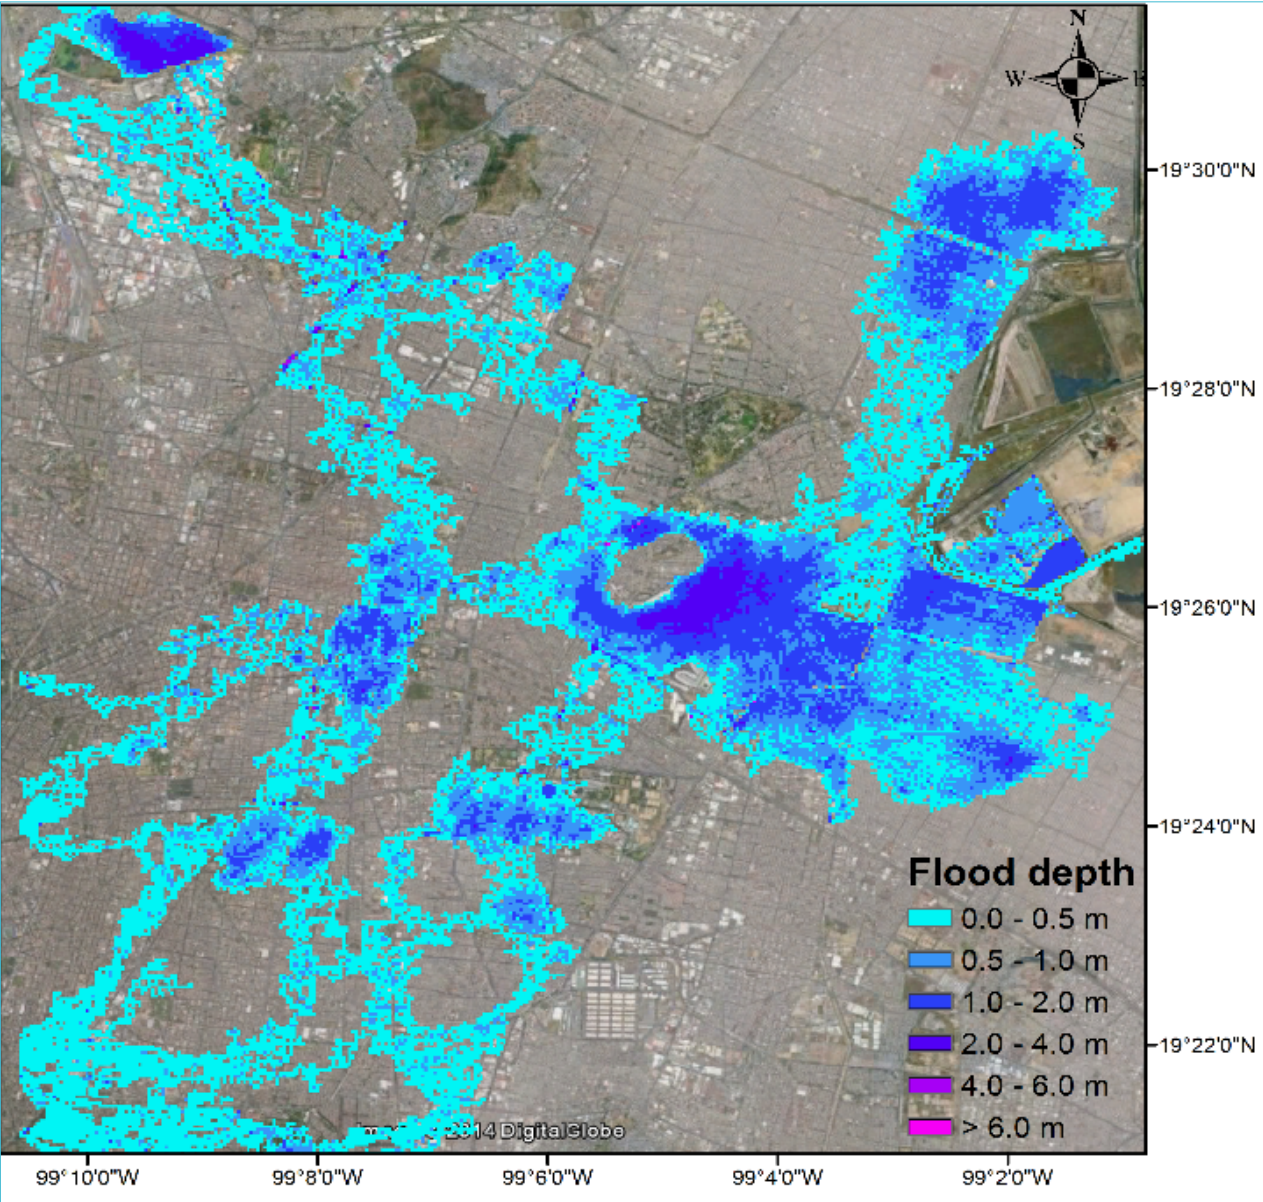 N
W
S
19°30'0"N
19°28'0"N
19°26'0"N
19°24'0"N
19°22'0"N
Flood depth
0.0 - 0.5 m
0.5 - 1.0 m
1.0 - 2.0 m
2.0 - 4.0 m
4.0 - 6.0 m
> 6.0 m
2014 DigitalGlobe
99°10'0"W
99°8'0"W
99°6'0"W
99°4'0"W
99°2'0"W